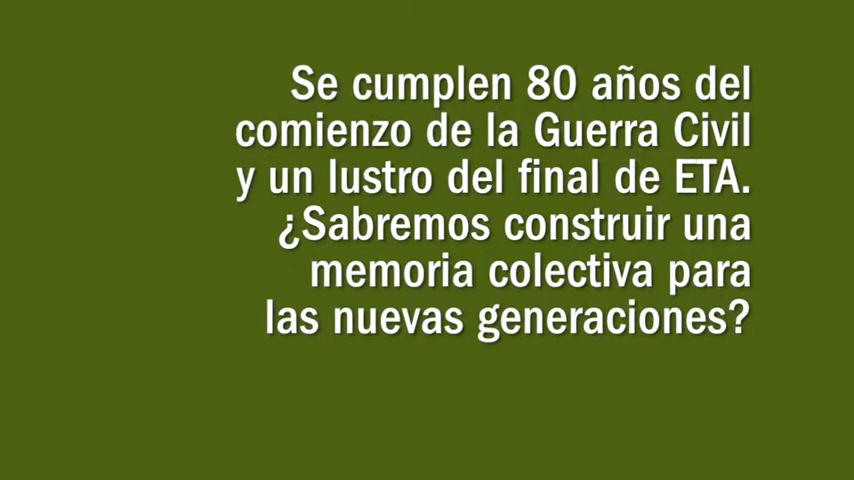 Se cumplen 80 años del
comienzo de la Guerra Civil
y un lustro del final de ETA.
¿Sabremos construir una
memoria colectiva para
las nuevas generaciones?